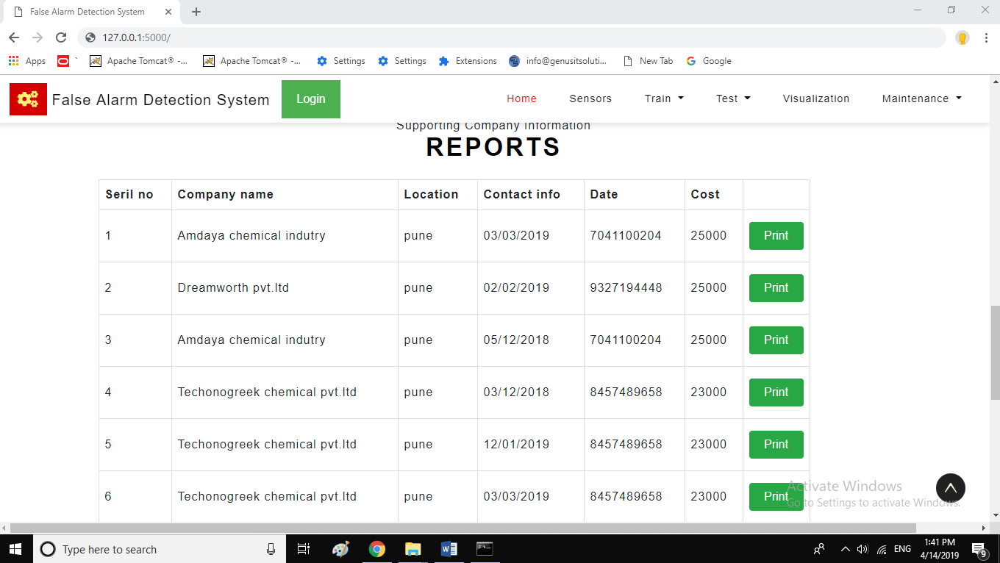 False Alarm Detection System
127.0.0.1:5000/
Apps ` Apache Tomcat® -... Apache Tomcat® -... Settings Settings Extensions info@genusitsoluti... New Tab Google
False Alarm Detection System Login Home Sensors Train Test Visualization Maintenance
Supporting Company Information
REPORTS
Seril no Company name Location Contact info Date Cost
1 Amdaya chemical indutry pune 03/03/2019 7041100204 25000 Print
2 Dreamworth pvt.ltd pune 02/02/2019 9327194448 25000 Print
3 Amdaya chemical indutry pune 05/12/2018 7041100204 25000 Print
4 Techonogreek chemical pvt.ltd pune 03/12/2018 8457489658 23000 Print
5 Techonogreek chemical pvt.ltd pune 12/01/2019 8457489658 23000 Print
6 Techonogreek chemical pvt.ltd pune 03/03/2019 8457489658 23000 Print
Activate Windows
Go to Settings to activate Windows.
Type here to search ENG 1:41 PM
4/14/2019 9